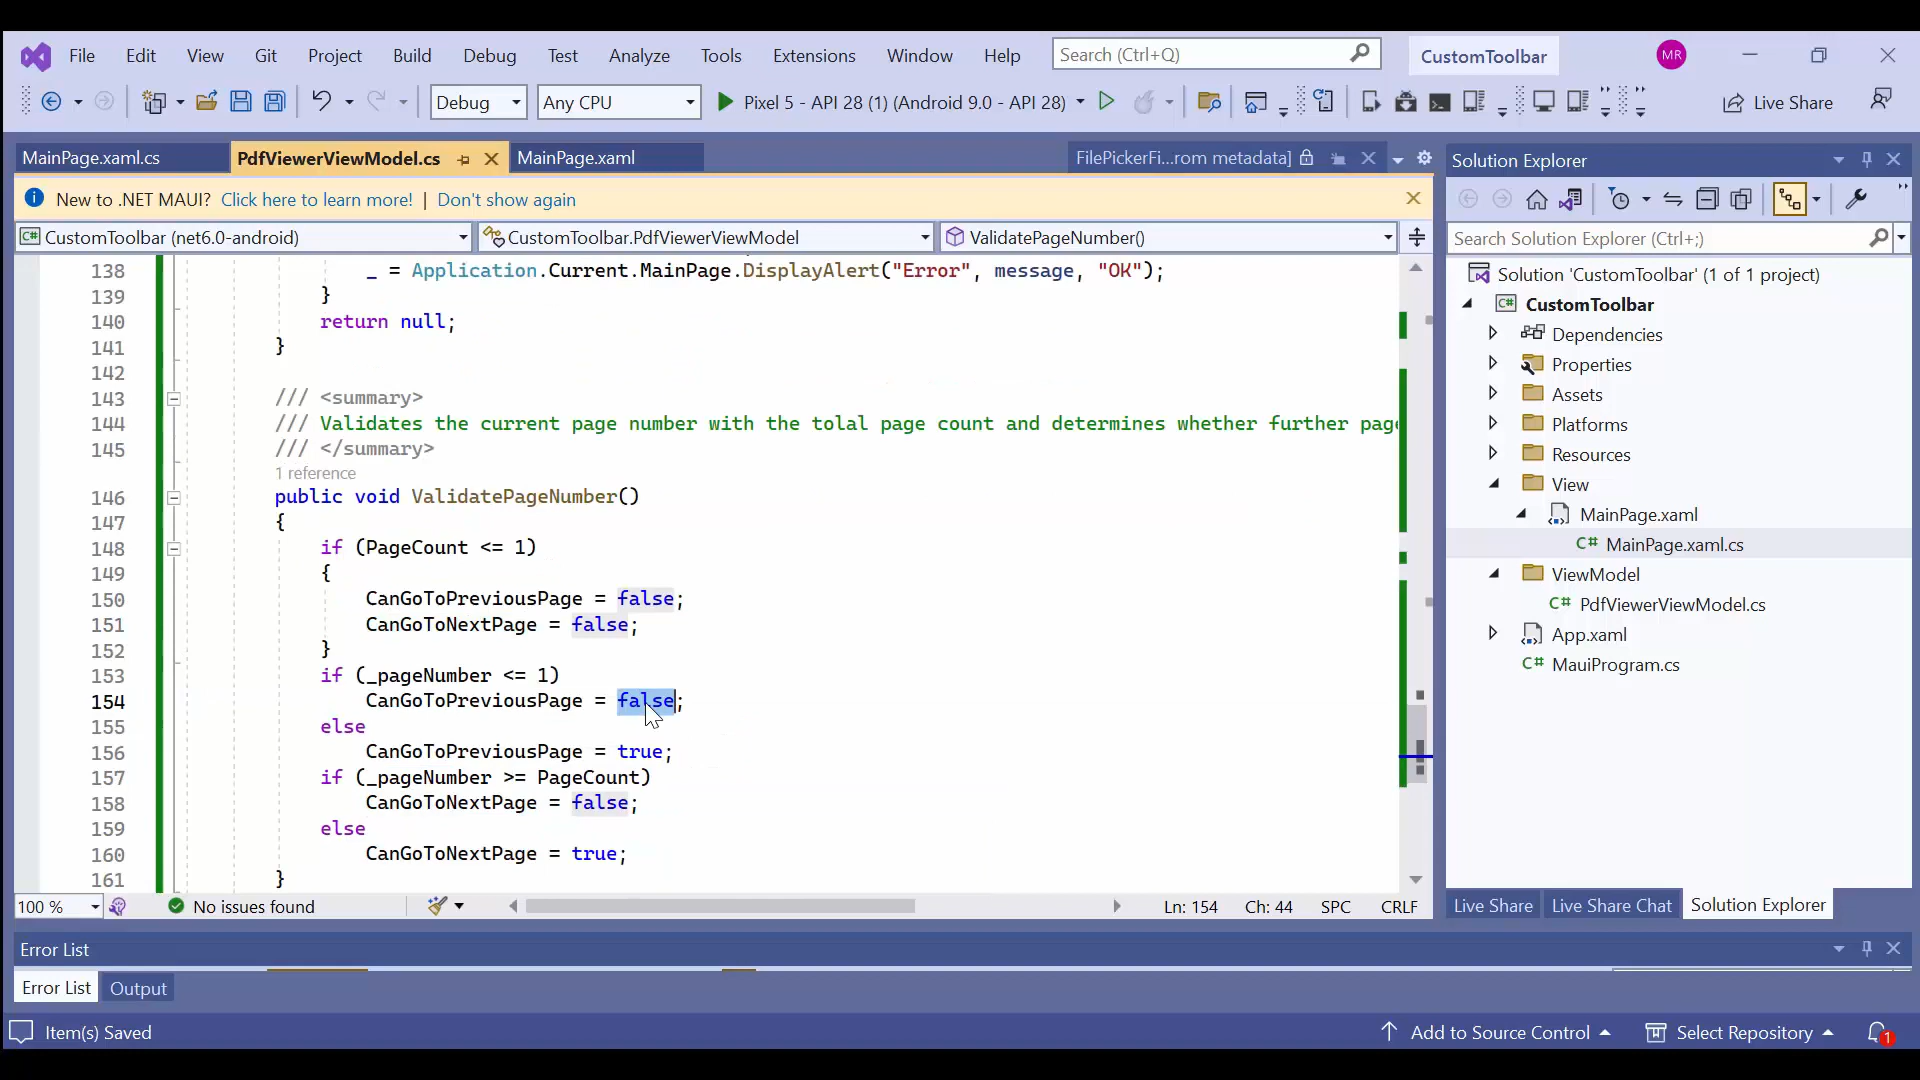 File Edit View Git Project Build Debug Test Analyze Tools Extensions Window Help Search (Ctrl+Q) CustomToolbar MR
Debug Any CPU Pixel 5 - API 28 (1) (Android 9.0 - API 28) Live Share
MainPage.xaml.cs PdfViewerViewModel.cs MainPage.xaml FilePickerFi...rom metadata]
New to .NET MAUI? Click here to learn more! | Don't show again
CustomToolbar (net6.0-android) CustomToolbar.PdfViewerViewModel ValidatePageNumber()
138 _ = Application.Current.MainPage.DisplayAlert("Error", message, "OK");
139 }
140 return null;
141 }
142
143 /// <summary>
144 /// Validates the current page number with the tolal page count and determines whether further page
145 /// </summary>
1 reference
146 public void ValidatePageNumber()
147 {
148 if (PageCount <= 1)
149 {
150 CanGoToPreviousPage = false;
151 CanGoToNextPage = false;
152 }
153 if (_pageNumber <= 1)
154 CanGoToPreviousPage = false;
155 else
156 CanGoToPreviousPage = true;
157 if (_pageNumber >= PageCount)
158 CanGoToNextPage = false;
159 else
160 CanGoToNextPage = true;
161 }
100 % No issues found Ln: 154 Ch: 44 SPC CRLF
Solution Explorer
Search Solution Explorer (Ctrl+;)
Solution 'CustomToolbar' (1 of 1 project)
CustomToolbar
Dependencies
Properties
Assets
Platforms
Resources
View
MainPage.xaml
MainPage.xaml.cs
ViewModel
PdfViewerViewModel.cs
App.xaml
MauiProgram.cs
Live Share Live Share Chat Solution Explorer
Error List
Error List Output
Item(s) Saved Add to Source Control Select Repository 1